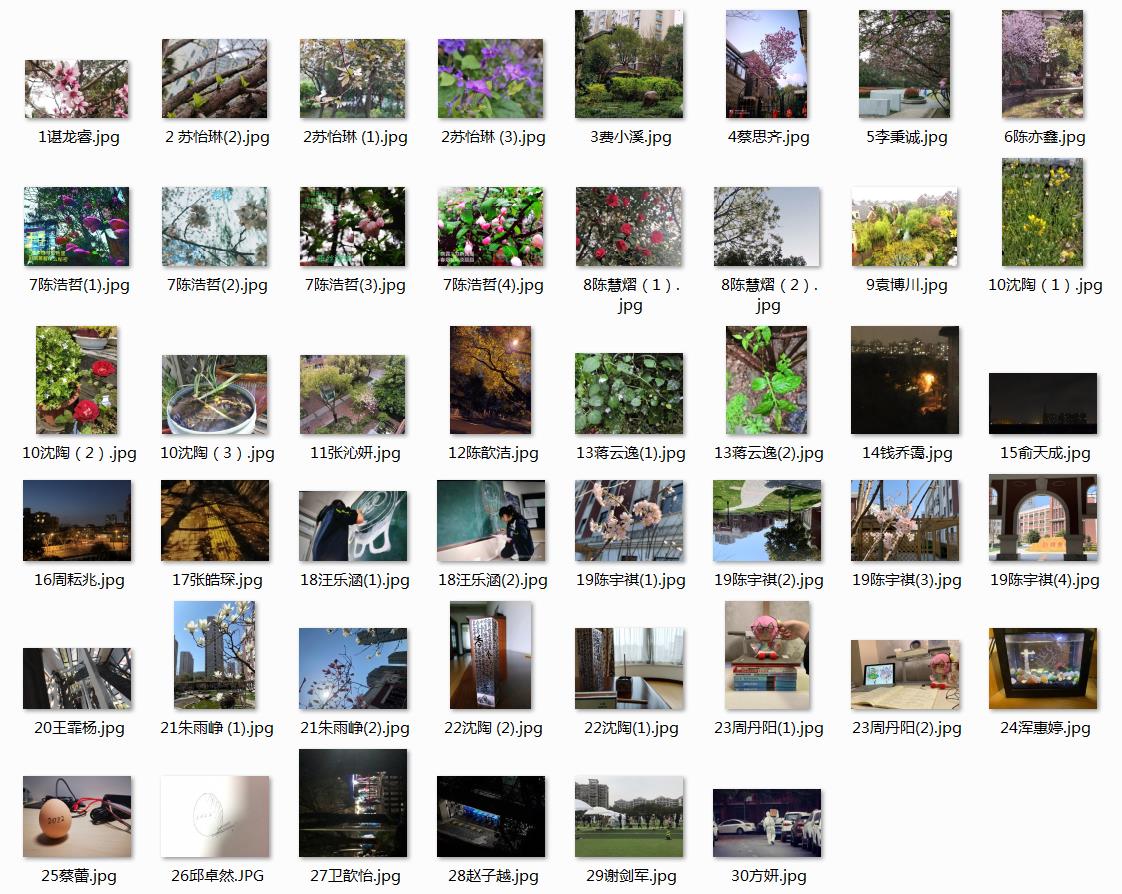 1谌龙睿.jpg
2 苏怡琳(2).jpg
2苏怡琳 (1).jpg
2苏怡琳 (3).jpg
3费小溪.jpg
4蔡思齐.jpg
5李秉诚.jpg
6陈亦鑫.jpg
7陈浩哲(1).jpg
7陈浩哲(2).jpg
7陈浩哲(3).jpg
7陈浩哲(4).jpg
8陈慧熠（1）.
jpg
8陈慧熠（2）.
jpg
9袁博川.jpg
10沈陶（1）.jpg
10沈陶（2）.jpg
10沈陶（3）.jpg
11张沁妍.jpg
12陈歆洁.jpg
13蒋云逸(1).jpg
13蒋云逸(2).jpg
14钱乔霭.jpg
15俞天成.jpg
16周耘兆.jpg
17张皓琛.jpg
18汪乐涵(1).jpg
18汪乐涵(2).jpg
19陈宇祺(1).jpg
19陈宇祺(2).jpg
19陈宇祺(3).jpg
19陈宇祺(4).jpg
20王霏杨.jpg
21朱雨峥 (1).jpg
21朱雨峥(2).jpg
22沈陶 (2).jpg
22沈陶(1).jpg
23周丹阳(1).jpg
23周丹阳(2).jpg
24浑惠婷.jpg
2022
25蔡蕾.jpg
26邱卓然.JPG
27卫歆怡.jpg
28赵子越.jpg
29谢剑军.jpg
30方妍.jpg